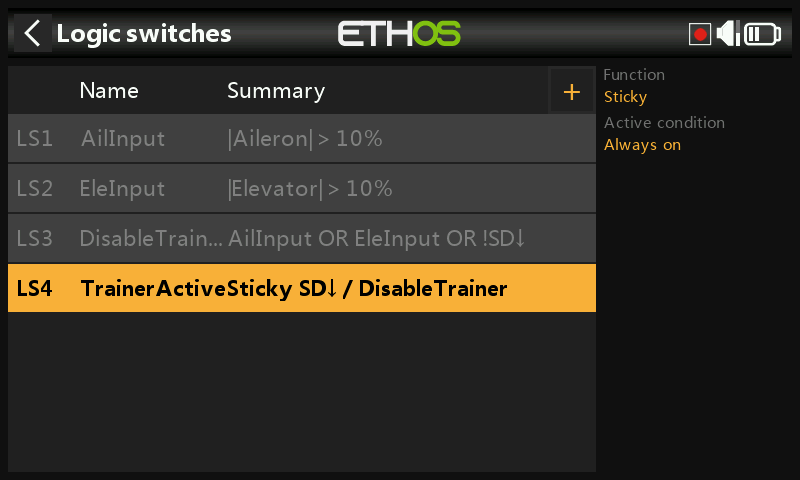 Logic switches
ETHOS
Name Summary +
LS1 AilInput |Aileron| > 10%
LS2 EleInput |Elevator| > 10%
LS3 DisableTrain... AilInput OR EleInput OR !SD↓
LS4 TrainerActive Sticky SD↓ / DisableTrainer
Function
Sticky
Active condition
Always on